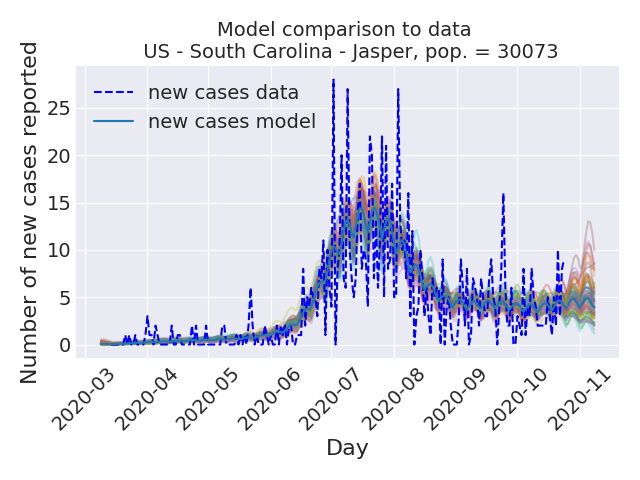 Model comparison to data
US - South Carolina - Jasper, pop. = 30073
Number of new cases reported
new cases data
new cases model
25
20
15
10
5
0
2020-03
2020-04
2020-05
2020-06
2020-07
2020-08
2020-09
2020-10
2020-11
Day